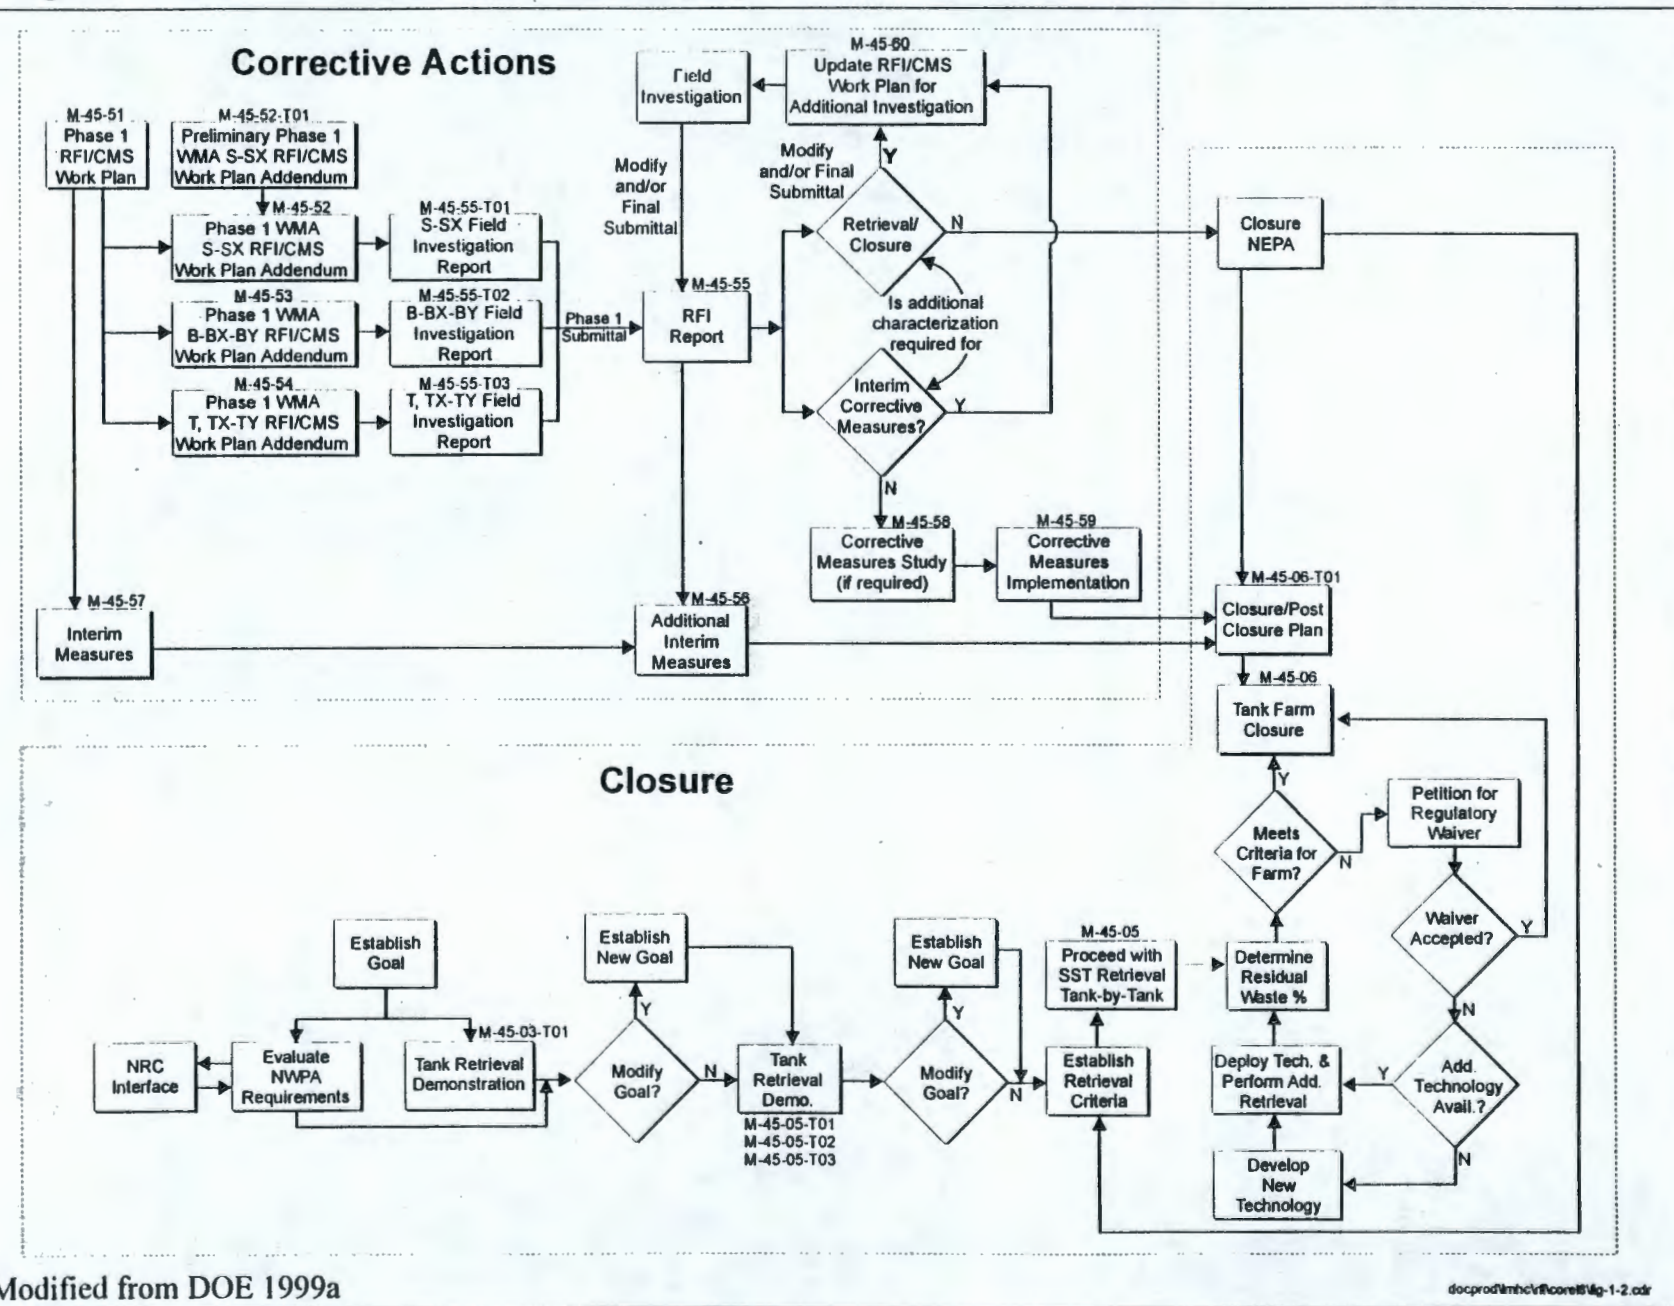 Corrective Actions
M-45-51
Phase 1
RFI/CMS
Work Plan
M-45-52-T01
Preliminary Phase 1
WMA S-SX RFI/CMS
Work Plan Addendum
M-45-52
Phase 1 WMA
S-SX RFI/CMS
Work Plan Addendum
M-45-53
Phase 1 WMA
B-BX-BY RFI/CMS
Work Plan Addendum
M-45-54
Phase 1 WMA
T, TX-TY RFI/CMS
Work Plan Addendum
M-45-55-T01
S-SX Field
Investigation
Report
M-45-55-T02
B-BX-BY Field
Investigation
Report
M-45-55-T03
T, TX-TY Field
Investigation
Report
Phase 1
Submittal
Field
Investigation
Modify
and/or
Final
Submittal
M-45-55
RFI
Report
M-45-60
Update RFI/CMS
Work Plan for
Additional Investigation
Modify
and/or Final
Submittal
Y
Retrieval/
Closure
N
Is additional
characterization
required for
Interim
Corrective
Measures?
Y
N
M-45-58
Corrective
Measures Study
(if required)
M-45-59
Corrective
Measures
Implementation
M-45-57
Interim
Measures
M-45-56
Additional
Interim
Measures
Closure
NEPA
M-45-06-T01
Closure/Post
Closure Plan
M-45-06
Tank Farm
Closure
Y
Meets
Criteria for
Farm?
N
Petition for
Regulatory
Waiver
Waiver
Accepted?
Y
N
Add.
Technology
Avail.?
Y
N
Closure
Establish
Goal
NRC
Interface
Evaluate
NWPA
Requirements
M-45-03-T01
Tank Retrieval
Demonstration
Establish
New Goal
Y
Modify
Goal?
N
Tank
Retrieval
Demo.
M-45-05-T01
M-45-05-T02
M-45-05-T03
Establish
New Goal
Y
Modify
Goal?
N
M-45-05
Proceed with
SST Retrieval
Tank-by-Tank
Establish
Retrieval
Criteria
Determine
Residual
Waste %
Deploy Tech. &
Perform Add.
Retrieval
Develop
New
Technology
Modified from DOE 1999a